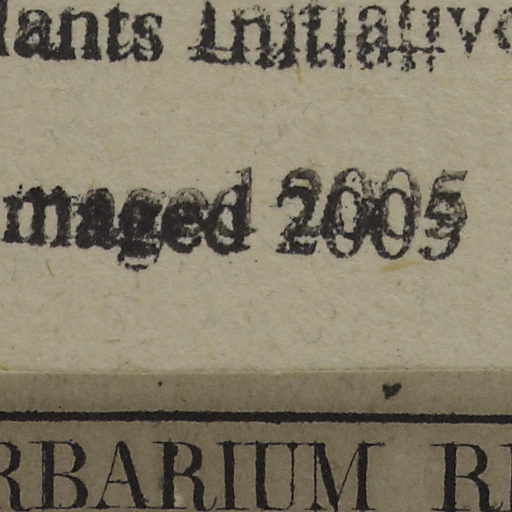 lants Initiative
maged 2005
RBARIUM R